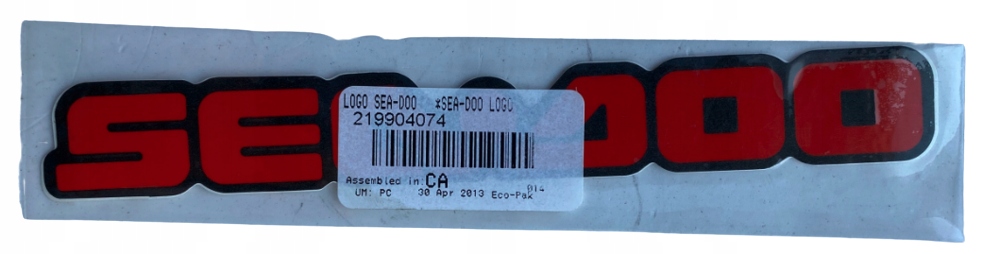 SEA-DOO
LOGO SEA-DOO *SEA-DOO LOGO
219904074
Assembled in: CA
014
UM: PC 30 Apr 2013 Eco-Pak